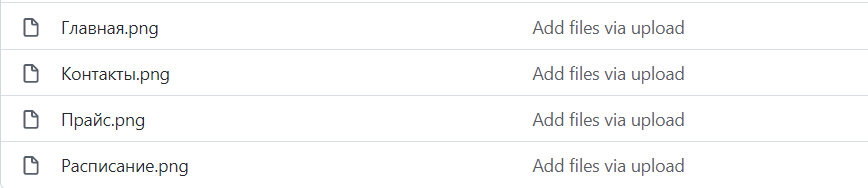 Главная.png Add files via upload
Контакты.png Add files via upload
Прайс.png Add files via upload
Расписание.png Add files via upload